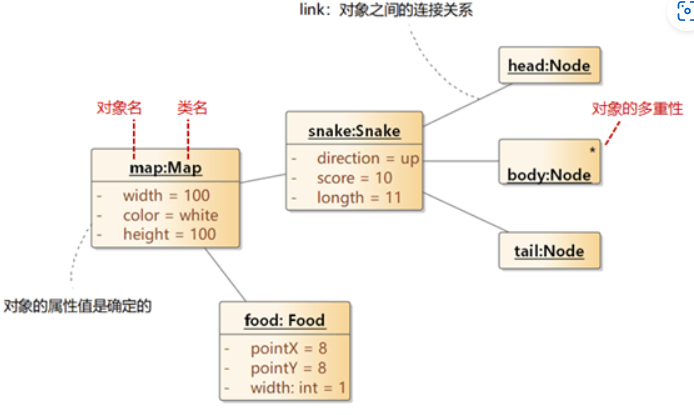 link：对象之间的连接关系
head:Node
对象名
类名
对象的多重性
snake:Snake
- direction = up
- score = 10
- length = 11
*
body:Node
map:Map
- width = 100
- color = white
- height = 100
tail:Node
对象的属性值是确定的
food: Food
- pointX = 8
- pointY = 8
- width: int = 1